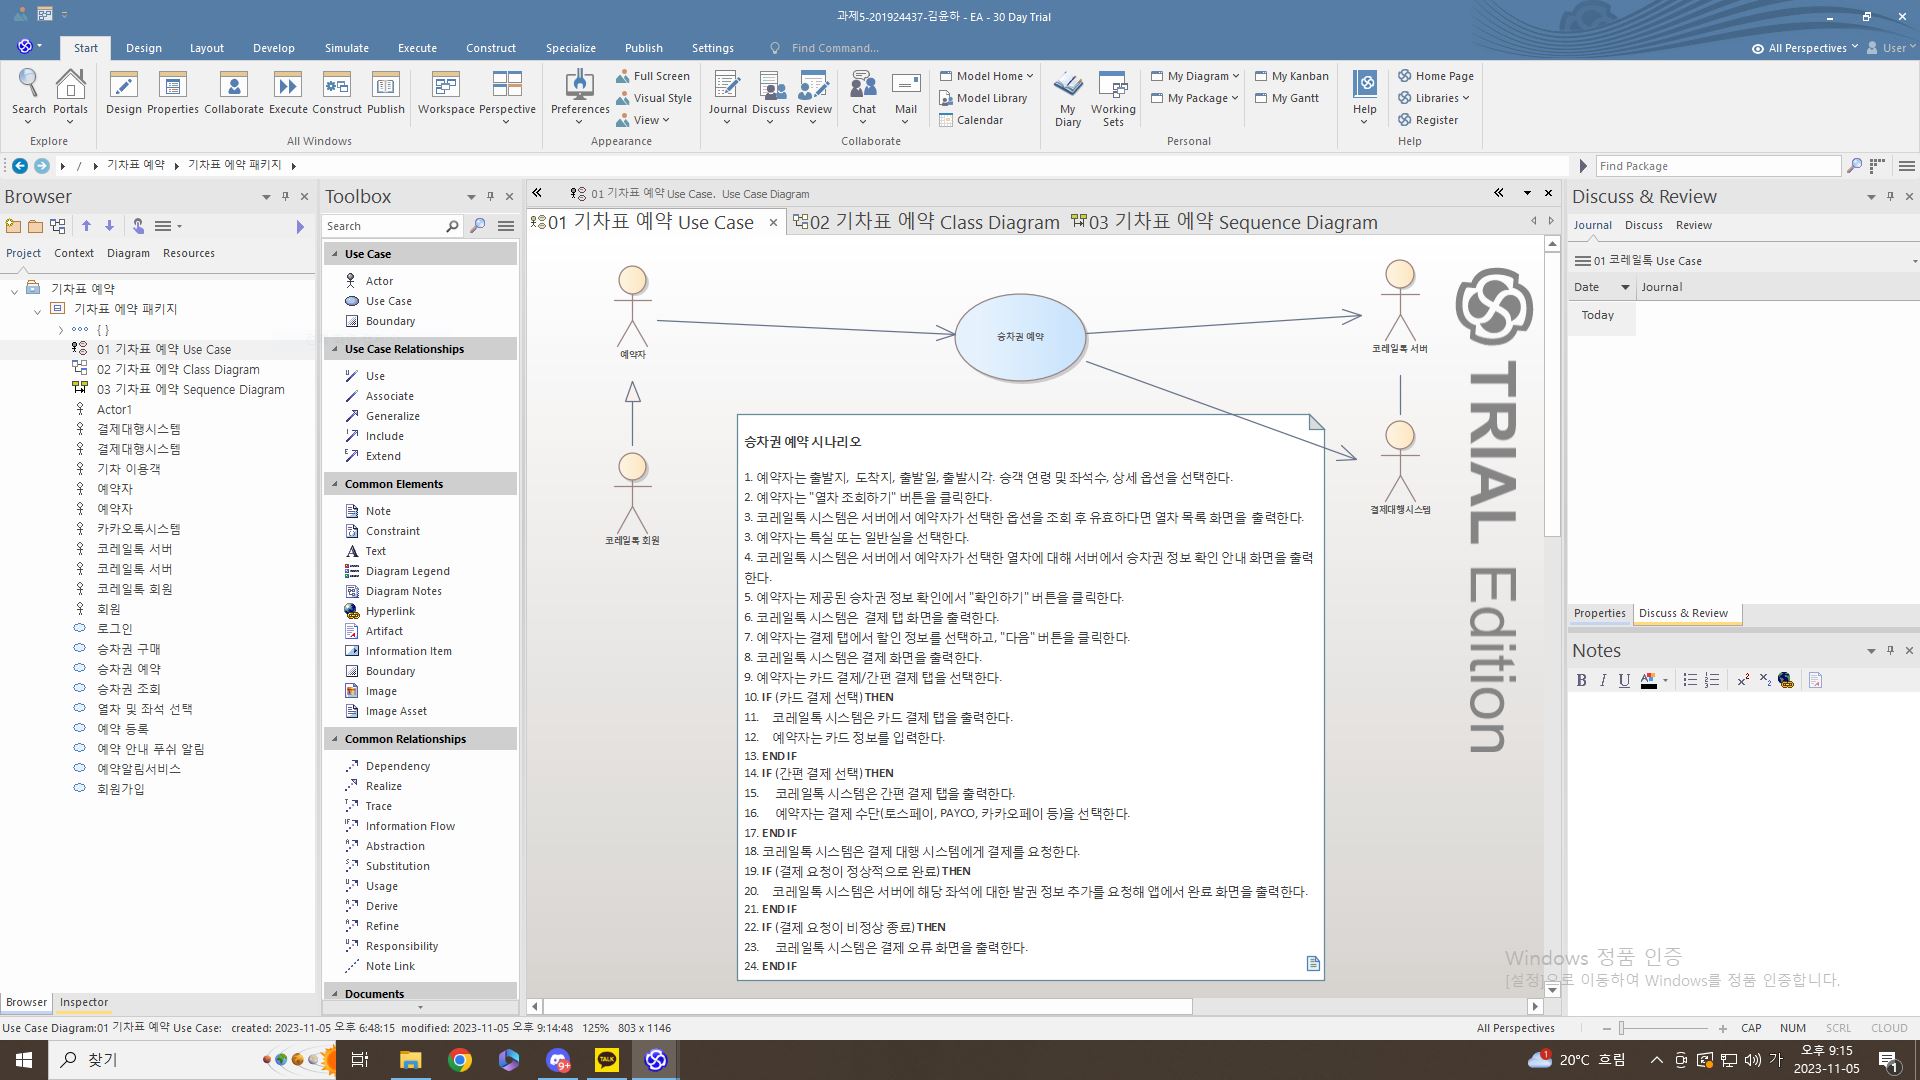 과제5-201924437-김윤하 - EA - 30 Day Trial
Start Design Layout Develop Simulate Execute Construct Specialize Publish Settings Find Command... All Perspectives User
Search Portals Design Properties Collaborate Execute Construct Publish Workspace Perspective Preferences Full Screen Visual Style View Journal Discuss Review Chat Mail Model Home Model Library Calendar My Diary Working Sets My Diagram My Package My Kanban My Gantt Help Home Page Libraries Register
Explore All Windows Appearance Collaborate Personal Help
/ 기차표 예약 기차표 에약 패키지 Find Package
Browser
Project Context Diagram Resources
기차표 예약
기차표 에약 패키지
{ }
01 기차표 예약 Use Case
02 기차표 에약 Class Diagram
03 기차표 에약 Sequence Diagram
Actor1
결제대행시스템
결제대행시스템
기차 이용객
예약자
예약자
카카오톡시스템
코레일톡 서버
코레일톡 서버
코레일톡 회원
회원
로그인
승차권 구매
승차권 예약
승차권 조회
열차 및 좌석 선택
예약 등록
예약 안내 푸쉬 알림
예약알림서비스
회원가입
Browser Inspector
Toolbox
Search
Use Case
Actor
Use Case
Boundary
Use Case Relationships
Use
Associate
Generalize
Include
Extend
Common Elements
Note
Constraint
Text
Diagram Legend
Diagram Notes
Hyperlink
Artifact
Information Item
Boundary
Image
Image Asset
Common Relationships
Dependency
Realize
Trace
Information Flow
Abstraction
Substitution
Usage
Derive
Refine
Responsibility
Note Link
Documents
01 기차표 예약 Use Case. Use Case Diagram
01 기차표 예약 Use Case 02 기차표 에약 Class Diagram 03 기차표 에약 Sequence Diagram
예약자
승차권 예약
코레일톡 서버
코레일톡 회원
결제대행시스템
TRIAL Edition
승차권 예약 시나리오
1. 예약자는 출발지, 도착지, 출발일, 출발시각. 승객 연령 및 좌석수, 상세 옵션을 선택한다.
2. 예약자는 "열차 조회하기" 버튼을 클릭한다.
3. 코레일톡 시스템은 서버에서 예약자가 선택한 옵션을 조회 후 유효하다면 열차 목록 화면을 출력한다.
3. 예약자는 특실 또는 일반실을 선택한다.
4. 코레일톡 시스템은 서버에서 예약자가 선택한 열차에 대해 서버에서 승차권 정보 확인 안내 화면을 출력
한다.
5. 예약자는 제공된 승차권 정보 확인에서 "확인하기" 버튼을 클릭한다.
6. 코레일톡 시스템은 결제 탭 화면을 출력한다.
7. 예약자는 결제 탭에서 할인 정보를 선택하고, "다음" 버튼을 클릭한다.
8. 코레일톡 시스템은 결제 화면을 출력한다.
9. 예약자는 카드 결제/간편 결제 탭을 선택한다.
10. IF (카드 결제 선택) THEN
11. 코레일톡 시스템은 카드 결제 탭을 출력한다.
12. 예약자는 카드 정보를 입력한다.
13. END IF
14. IF (간편 결제 선택) THEN
15. 코레일톡 시스템은 간편 결제 탭을 출력한다.
16. 예약자는 결제 수단(토스페이, PAYCO, 카카오페이 등)을 선택한다.
17. END IF
18. 코레일톡 시스템은 결제 대행 시스템에게 결제를 요청한다.
19. IF (결제 요청이 정상적으로 완료) THEN
20. 코레일톡 시스템은 서버에 해당 좌석에 대한 발권 정보 추가를 요청해 앱에서 완료 화면을 출력한다.
21. END IF
22. IF (결제 요청이 비정상 종료) THEN
23. 코레일톡 시스템은 결제 오류 화면을 출력한다.
24. END IF
Discuss & Review
Journal Discuss Review
01 코레일톡 Use Case
Date Journal
Today
Properties Discuss & Review
Notes
B I U
Windows 정품 인증
[설정]으로 이동하여 Windows를 정품 인증합니다.
Use Case Diagram:01 기차표 예약 Use Case: created: 2023-11-05 오후 6:48:15 modified: 2023-11-05 오후 9:14:48 125% 803 x 1146 All Perspectives CAP NUM SCRL CLOUD
찾기 9+ TALK 1 20°C 흐림 가 오후 9:15
2023-11-05 1